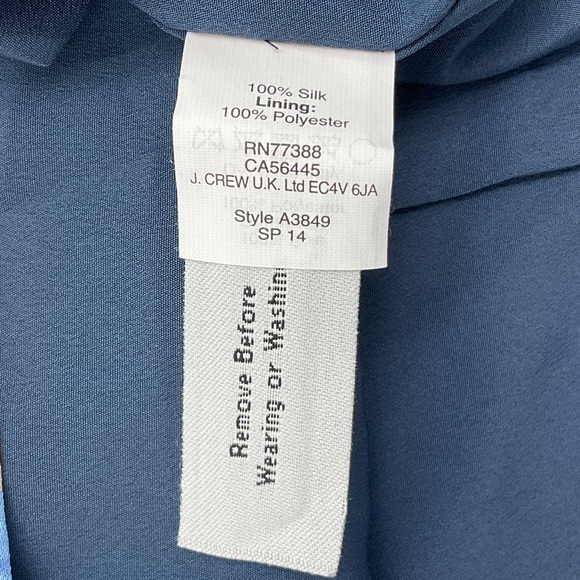 100% Silk
Lining:
100% Polyester
RN77388
CA56445
J. CREW U.K. Ltd EC4V 6JA
Style A3849
SP 14
Remove Before
Wearing or Washin